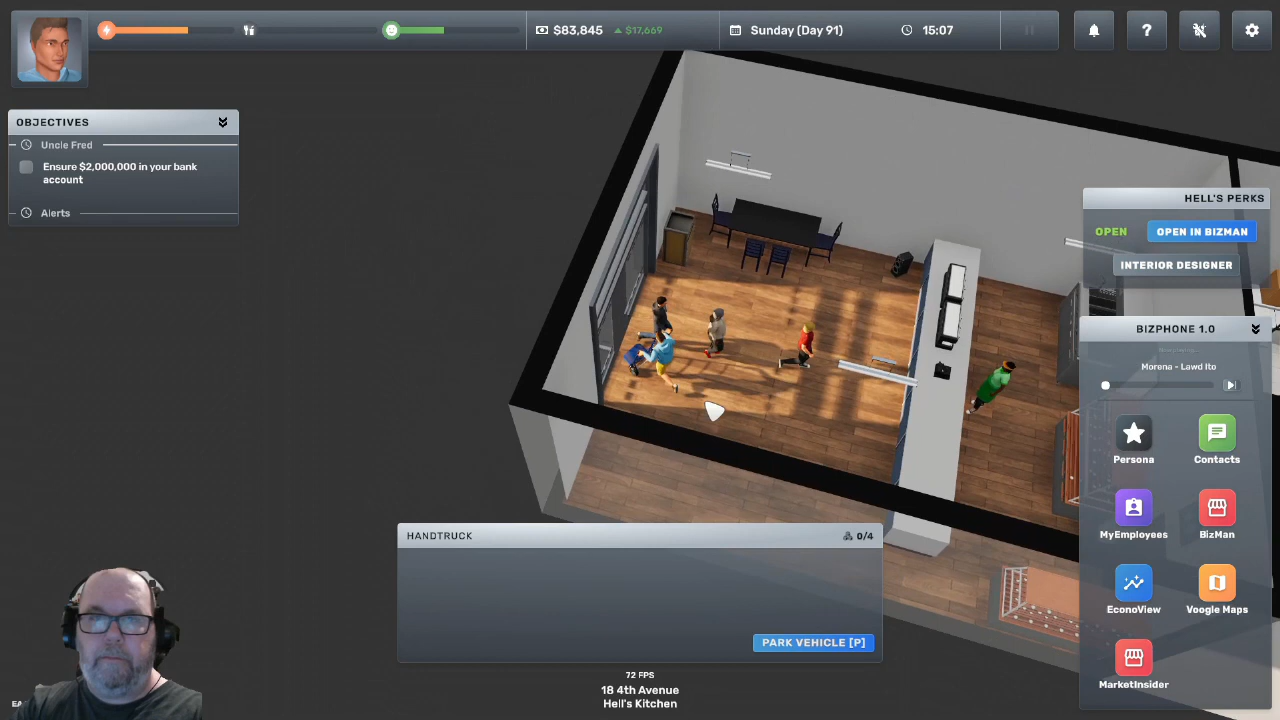 $83,845
$17,669
Sunday (Day 91)
15:07
?
OBJECTIVES
Uncle Fred
Ensure $2,000,000 in your bank
account
Alerts
HELL'S PERKS
OPEN
OPEN IN BIZMAN
INTERIOR DESIGNER
BIZPHONE 1.0
Morena - Lawd Ito
Persona
Contacts
MyEmployees
BizMan
EconoView
Voogle Maps
MarketInsider
HANDTRUCK
0/4
PARK VEHICLE [P]
72 FPS
18 4th Avenue
Hell's Kitchen
EA